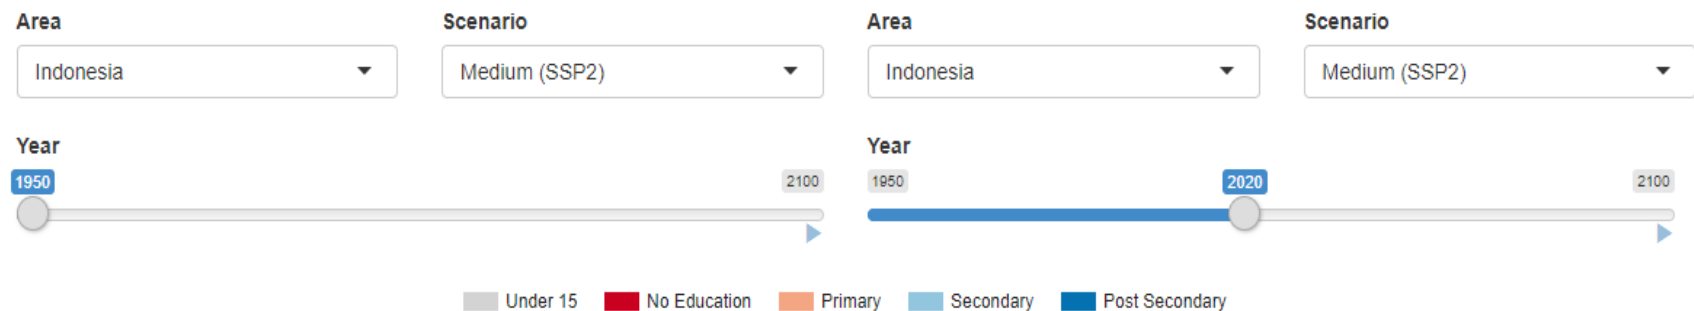 Area Scenario Area Scenario
Indonesia Medium (SSP2) Indonesia Medium (SSP2)
Year Year
1950 2100 1950 2020 2100
Under 15 No Education Primary Secondary Post Secondary